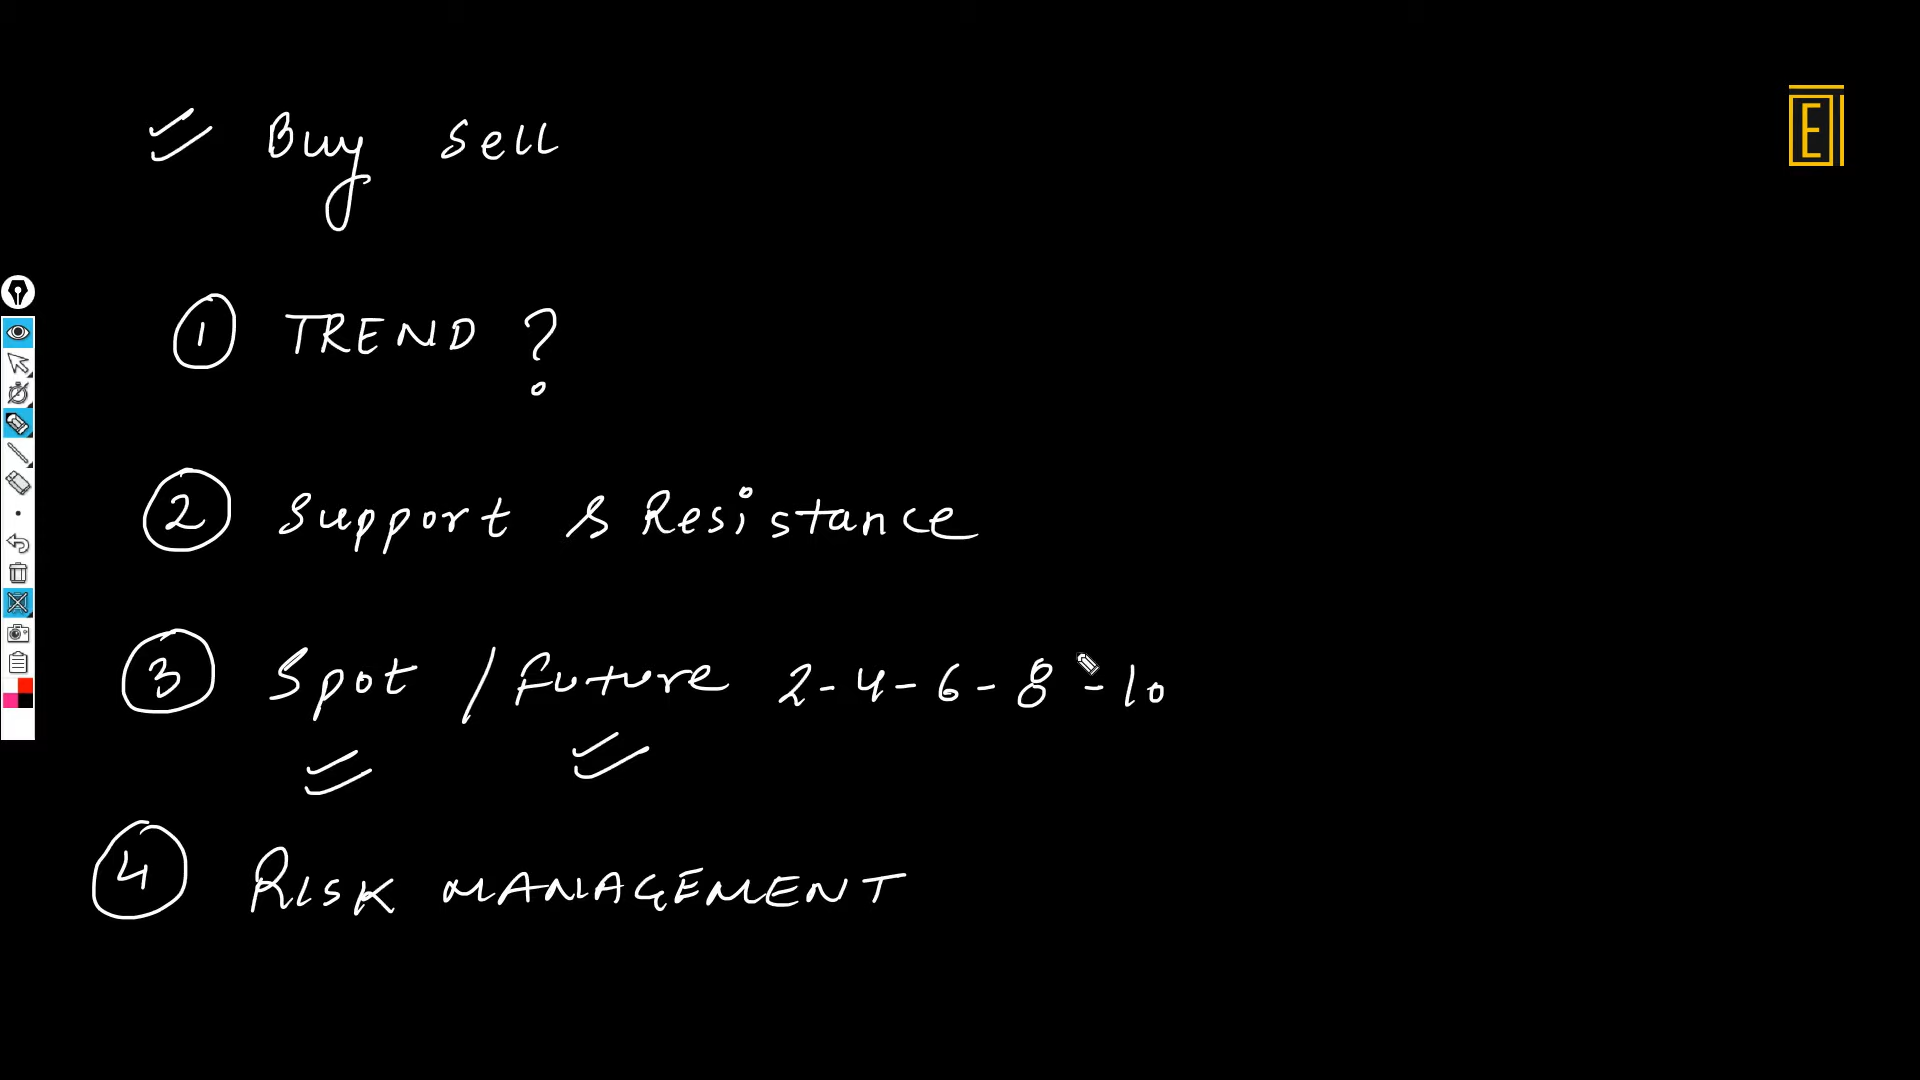 Buy Sell
1 TREND ?
2 Support & Resistance
3 Spot / Future 2-4-6-8-10
4 RISK MANAGEMENT
E